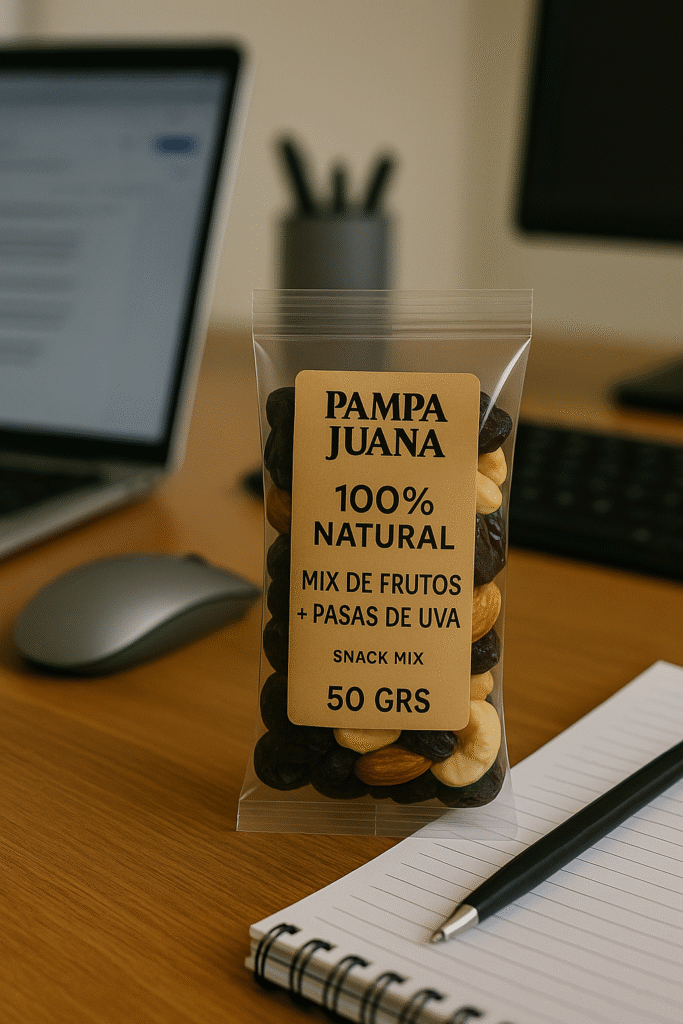 PAMPA
JUANA
100%
NATURAL
MIX DE FRUTOS
+ PASAS DE UVA
SNACK MIX
50 GRS